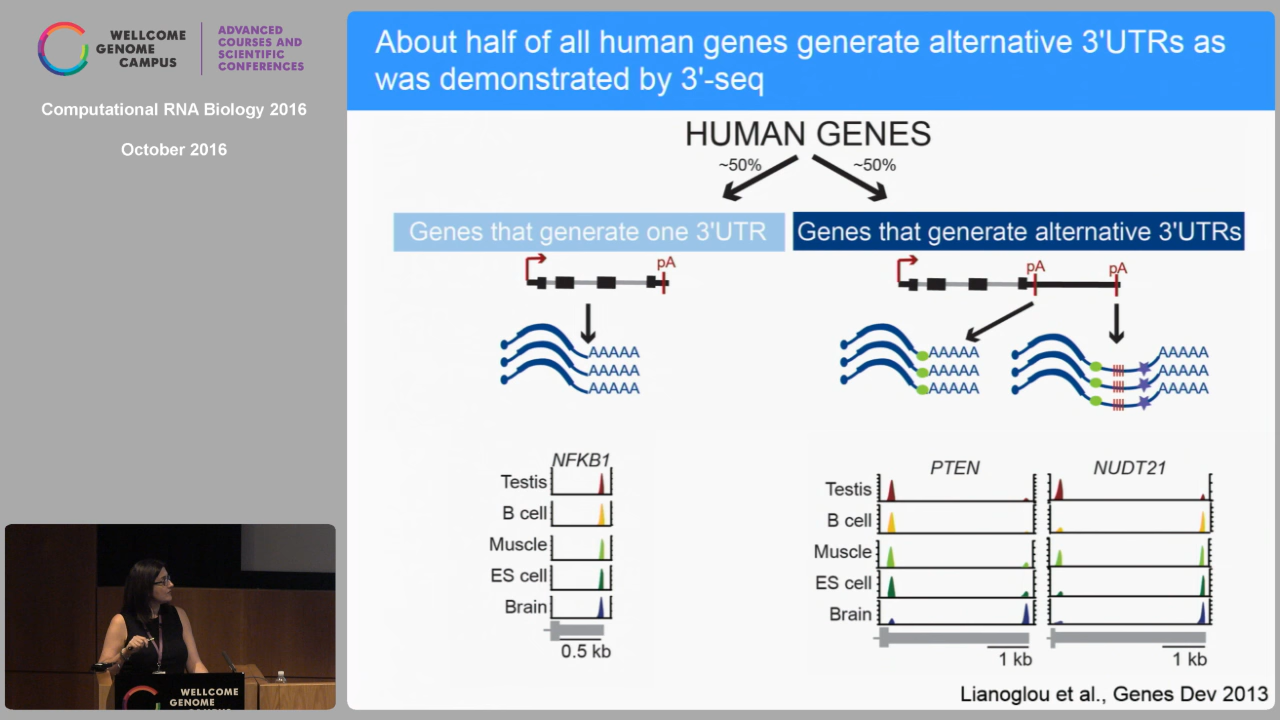 WELLCOME
GENOME
CAMPUS
ADVANCED
COURSES AND
SCIENTIFIC
CONFERENCES
Computational RNA Biology 2016
October 2016
About half of all human genes generate alternative 3'UTRs as
was demonstrated by 3'-seq
HUMAN GENES
~50%
~50%
Genes that generate one 3'UTR
Genes that generate alternative 3'UTRs
pA
pA
pA
AAAAA
AAAAA
AAAAA
AAAAA
AAAAA
AAAAA
AAAAA
AAAAA
AAAAA
NFKB1
Testis
B cell
Muscle
ES cell
Brain
0.5 kb
PTEN
NUDT21
Testis
B cell
Muscle
ES cell
Brain
1 kb
1 kb
Lianoglou et al., Genes Dev 2013
WELLCOME
GENOME
CAMPUS